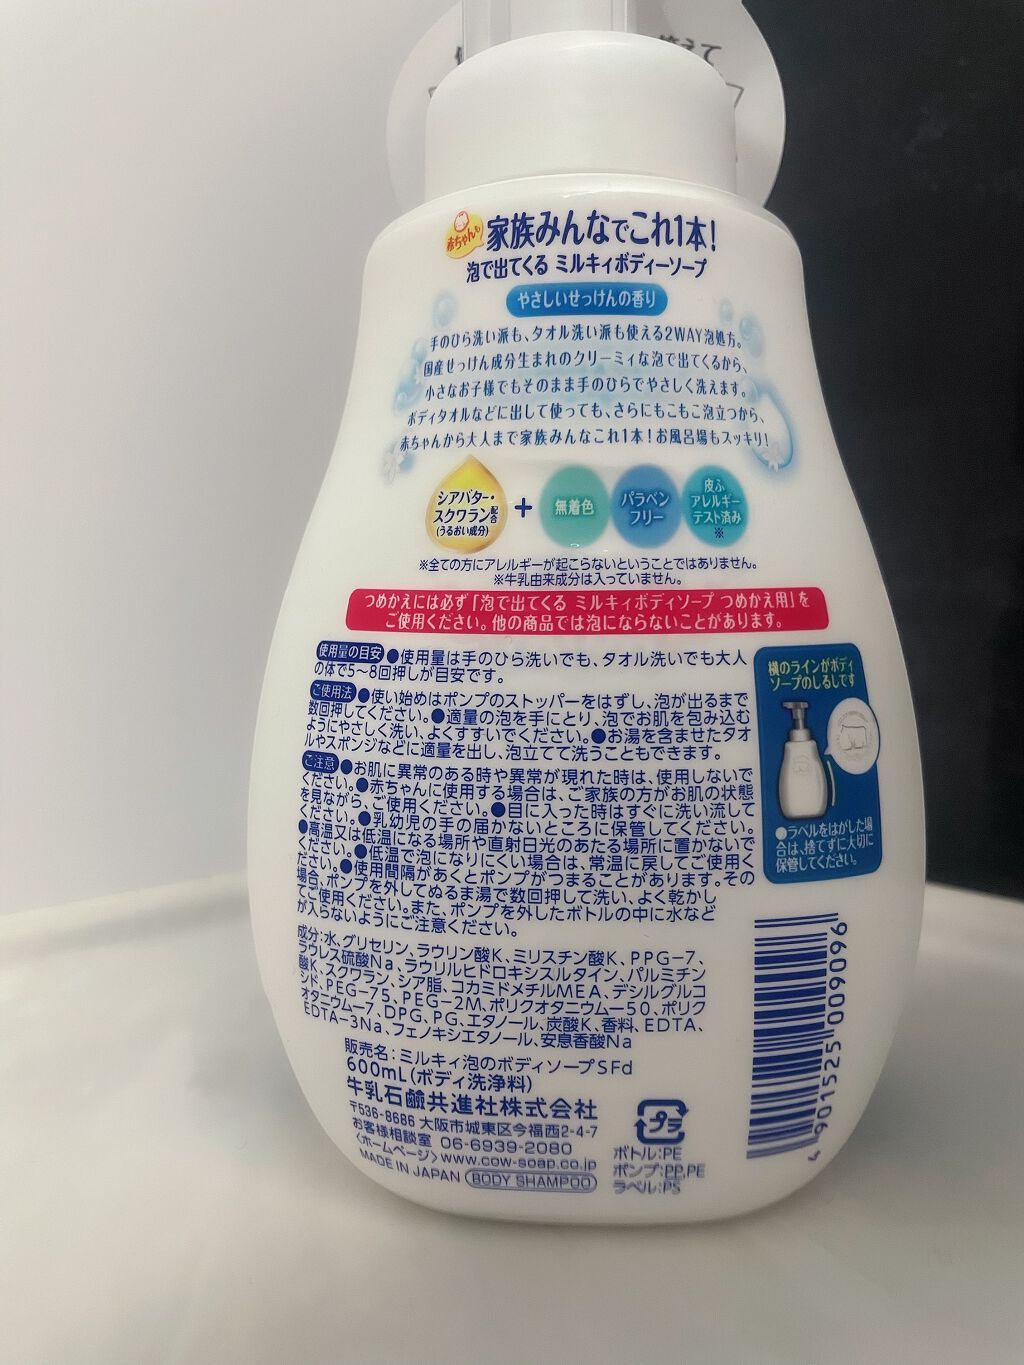 控えて
赤ちゃんも
家族みんなでこれ1本！
泡で出てくる ミルキィボディーソープ
やさしいせっけんの香り
手のひら洗い派も、タオル洗い派も使える2WAY泡処方。
国産せっけん成分生まれのクリーミィな泡で出てくるから、
小さなお子様でもそのまま手のひらでやさしく洗えます。
ボディタオルなどに出して使っても、さらにもこもこ泡立つから、
赤ちゃんから大人まで家族みんなこれ1本！お風呂場もスッキリ！
シアバター・
スクワラン配合
(うるおい成分)
+
無着色
パラベン
フリー
皮ふ
アレルギー
テスト済み
※
※全ての方にアレルギーが起こらないということではありません。
※牛乳由来成分は入っていません。
つめかえには必ず「泡で出てくる ミルキィボディソープ つめかえ用」を
ご使用ください。他の商品では泡にならないことがあります。
使用量の目安 ●使用量は手のひら洗いでも、タオル洗いでも大人
の体で5〜8回押しが目安です。
ご使用法 ●使い始めはポンプのストッパーをはずし、泡が出るまで
数回押してください。●適量の泡を手にとり、泡でお肌を包み込む
ようにやさしく洗い、よくすすいでください。●お湯を含ませたタオ
ルやスポンジなどに適量を出し、泡立てて洗うこともできます。
ご注意 ●お肌に異常のある時や異常が現れた時は、使用しないで
ください。●赤ちゃんに使用する場合は、ご家族の方がお肌の状態
を見ながら、ご使用ください。●目に入った時はすぐに洗い流して
ください。●乳幼児の手の届かないところに保管してください。
●高温又は低温になる場所や直射日光のあたる場所に置かないで
ください。●低温で泡になりにくい場合は、常温に戻してご使用く
ださい。●使用間隔があくとポンプがつまることがあります。その
場合、ポンプを外してぬるま湯で数回押して洗い、よく乾かし
てご使用ください。また、ポンプを外したボトルの中に水など
が入らないようにご注意ください。
横のラインがボディ
ソープのしるしです
●ラベルをはがした場
合は、捨てずに大切に
保管してください。
成分：水、グリセリン、ラウリン酸K、ミリスチン酸K、PPG-7、
ラウレス硫酸Na、ラウリルヒドロキシスルタイン、パルミチン
酸K、スクワラン、シア脂、コカミドメチルMEA、デシルグルコ
シド、PEG-75、PEG-2M、ポリクオタニウム-50、ポリク
オタニウム-7、DPG、PG、エタノール、炭酸K、香料、EDTA、
EDTA-3Na、フェノキシエタノール、安息香酸Na
販売名：ミルキィ泡のボディソープSFd
600mL(ボディ洗浄料)
牛乳石鹼共進社株式会社
〒536-8686 大阪市城東区今福西2-4-7
お客様相談室 06-6939-2080
〈ホームページ〉www.cow-soap.co.jp
MADE IN JAPAN BODY SHAMPOO
プラ
ボトル：PE
ポンプ：PP,PE
ラベル：PS
4 901525 009096